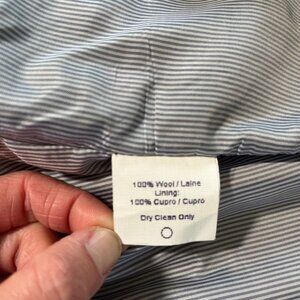 100% Wool / Laine
Lining:
100% Cupro / Cupro
Dry Clean Only